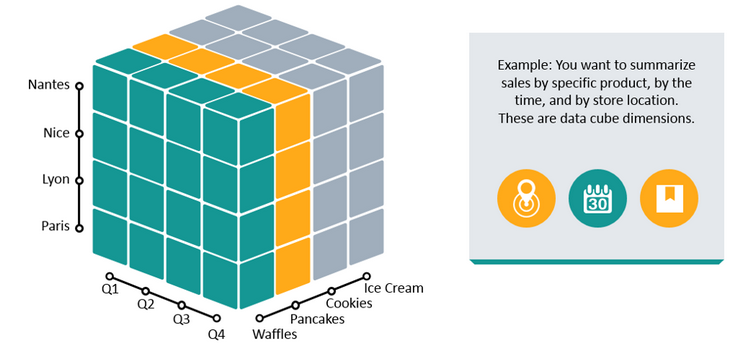 Nantes
Nice
Lyon
Paris
Q1
Q2
Q3
Q4
Waffles
Pancakes
Cookies
Ice Cream
Example: You want to summarize
sales by specific product, by the
time, and by store location.
These are data cube dimensions.
30